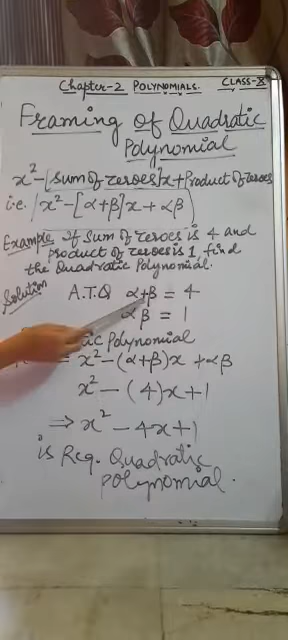 Chapter-2 POLYNOMIALS. CLASS-X
Framing of Quadratic
Polynomial
x²-[sum of zeroes]x+Product of zeroes
i.e. x²-[α+β]x+αβ
Example If Sum of Zeroes is 4 and
product of zeroes is 1 find
the Quadratic Polynomial.
Solution A.T.Q α+β = 4
αβ = 1
ic Polynomial
= x²-(α+β)x+αβ
x²-(4)x+1
⇒ x²-4x+1
is Req. Quadratic
polynomial.